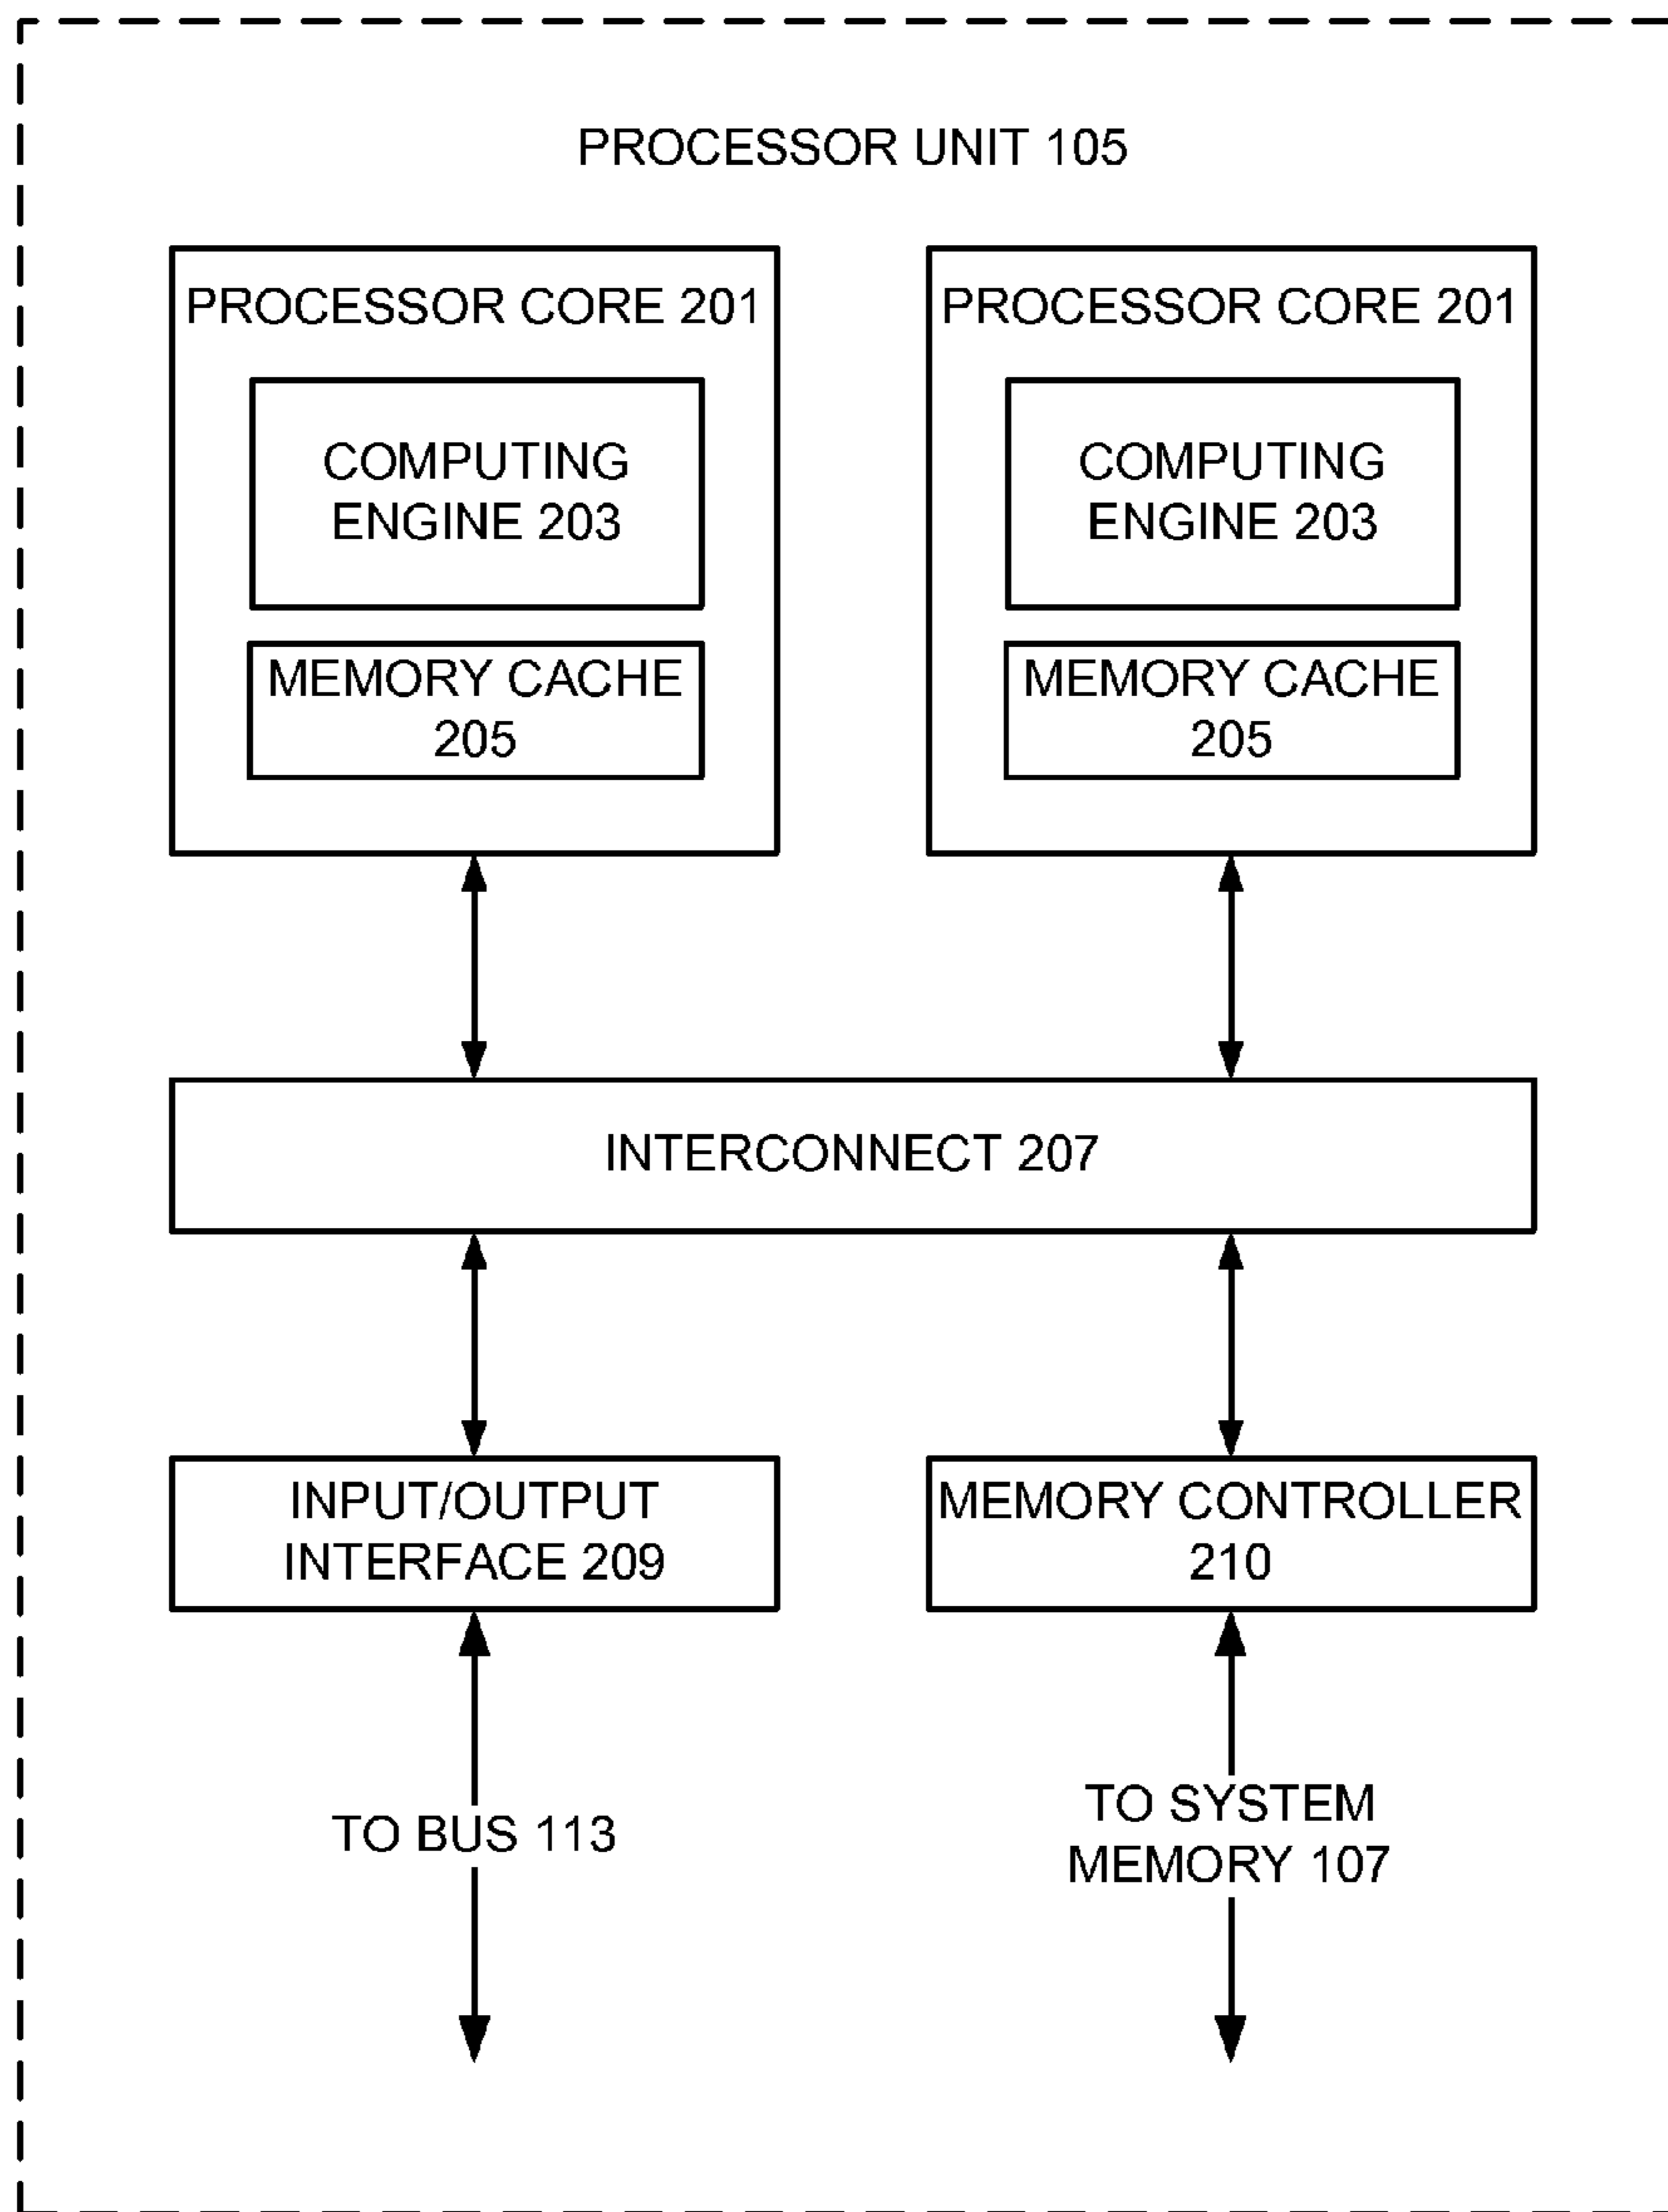 PROCESSOR UNIT 105
PROCESSOR CORE 201
COMPUTING
ENGINE 203
MEMORY CACHE
205
PROCESSOR CORE 201
COMPUTING
ENGINE 203
MEMORY CACHE
205
INTERCONNECT 207
INPUT/OUTPUT
INTERFACE 209
MEMORY CONTROLLER
210
TO BUS 113
TO SYSTEM
MEMORY 107